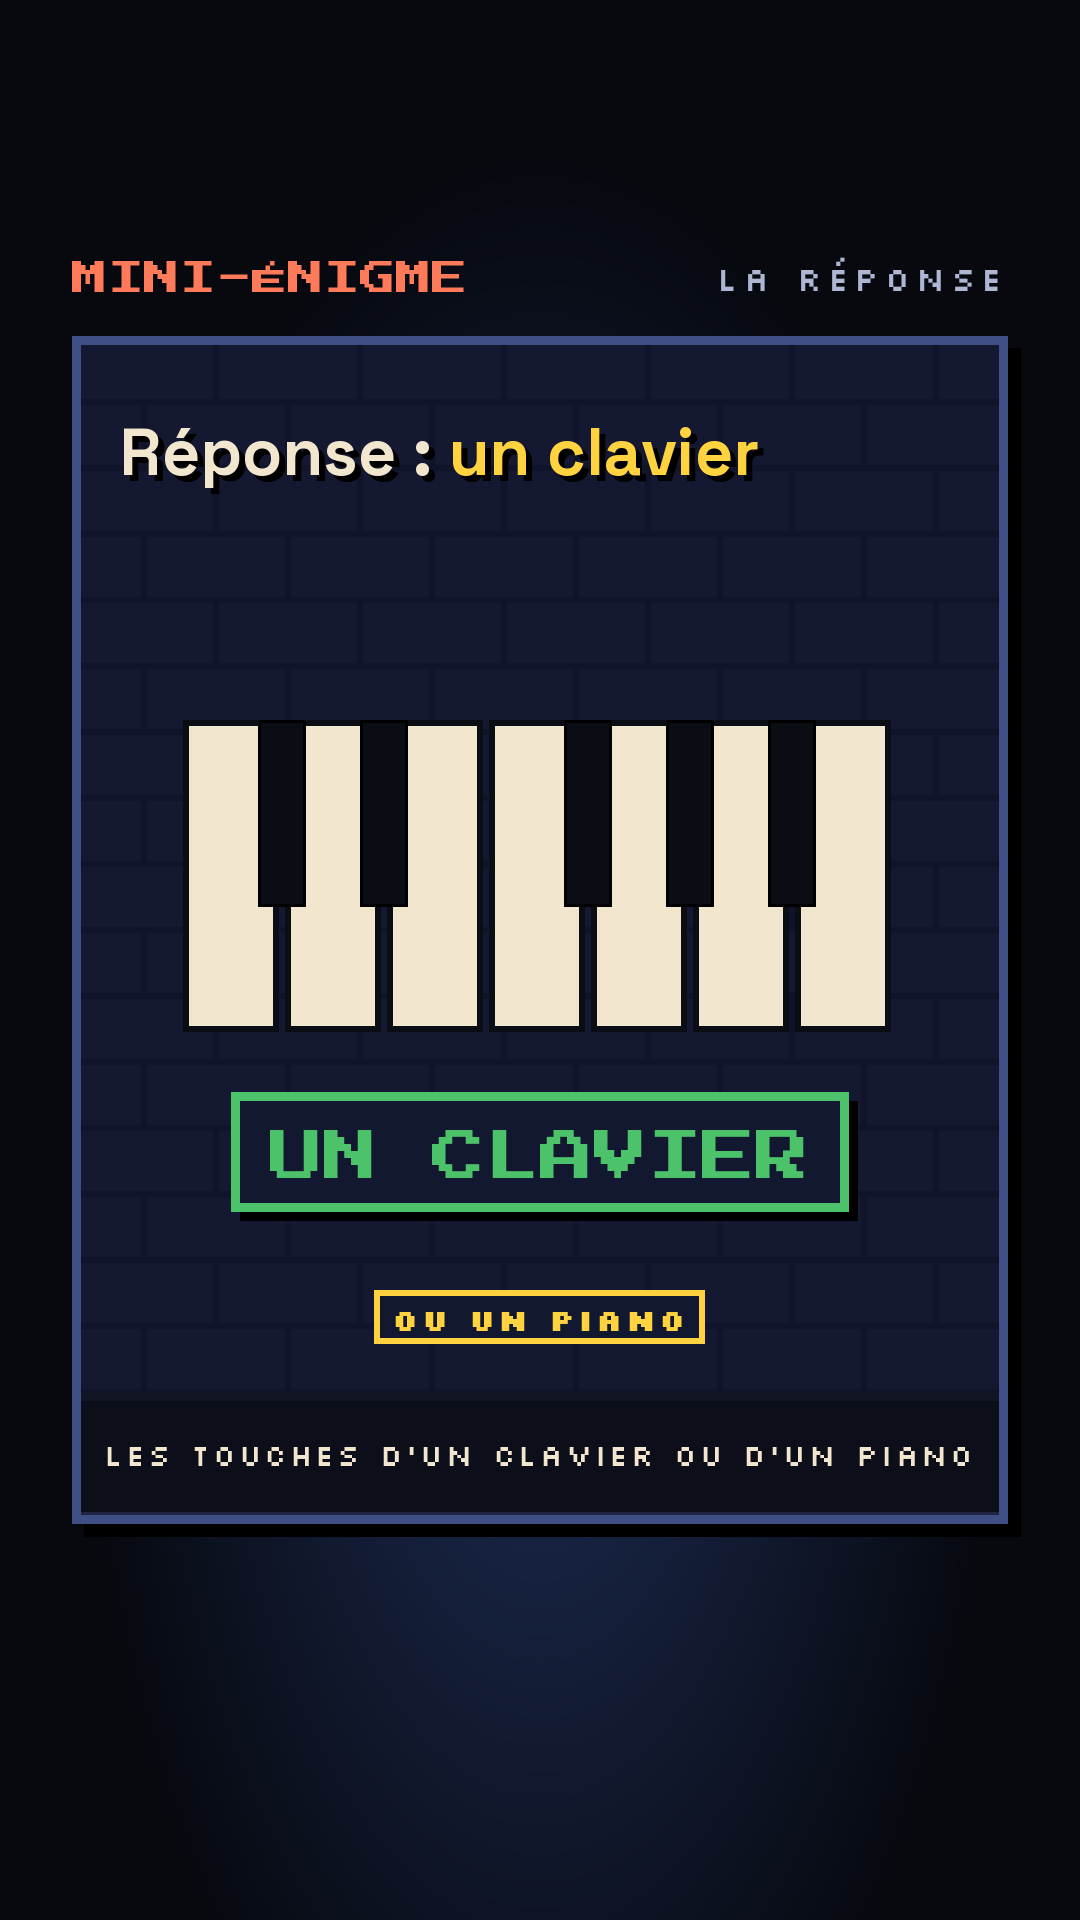 MINI-ÉNIGME
LA RÉPONSE
Réponse : un clavier
UN CLAVIER
OU UN PIANO
LES TOUCHES D'UN CLAVIER OU D'UN PIANO